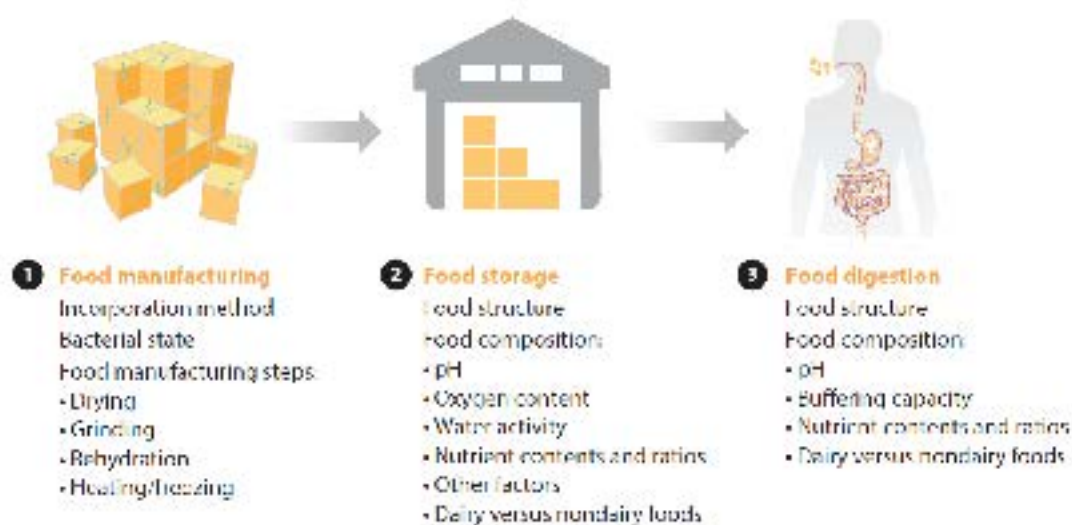 1 Food manufacturing
Incorporation method
Bacterial state
Food manufacturing steps:
• Drying
• Grinding
• Rehydration
• Heating/freezing
2 Food storage
Food structure
Food composition:
• pH
• Oxygen content
• Water activity
• Nutrient contents and ratios
• Other factors
• Dairy versus nondairy foods
3 Food digestion
Food structure
Food composition:
• pH
• Buffering capacity
• Nutrient contents and ratios
• Dairy versus nondairy foods